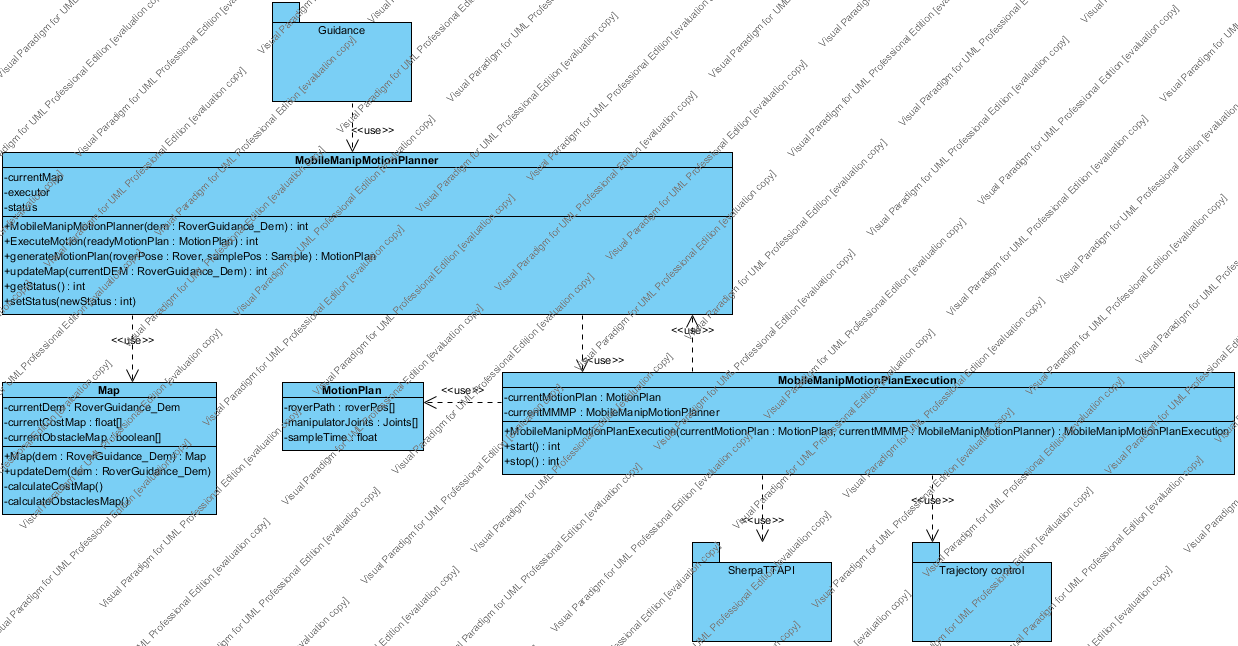 Guidance
<<use>>
MobileManipMotionPlanner
-currentMap
-executor
-status
+MobileManipMotionPlanner(dem : RoverGuidance_Dem) : int
+ExecuteMotion(readyMotionPlan : MotionPlan) : int
+generateMotionPlan(roverPose : Rover, samplePos : Sample) : MotionPlan
+updateMap(currentDEM : RoverGuidance_Dem) : int
+getStatus() : int
+setStatus(newStatus : int)
<<use>>
<<use>>
<<use>>
Map
-currentDem : RoverGuidance_Dem
-currentCostMap : float[]
-currentObstacleMap : boolean[]
+Map(dem : RoverGuidance_Dem) : Map
+updateDem(dem : RoverGuidance_Dem)
-calculateCostMap()
-calculateObstaclesMap()
MotionPlan
-roverPath : roverPos[]
-manipulatorJoints : Joints[]
-sampleTime : float
<<use>>
MobileManipMotionPlanExecution
-currentMotionPlan : MotionPlan
-currentMMMP : MobileManipMotionPlanner
+MobileManipMotionPlanExecution(currentMotionPlan : MotionPlan, currentMMMP : MobileManipMotionPlanner) : MobileManipMotionPlanExecution
+start() : int
+stop() : int
<<use>>
<<use>>
SherpaTTAPI
Trajectory control
Visual Paradigm for UML Professional Edition [evaluation copy]